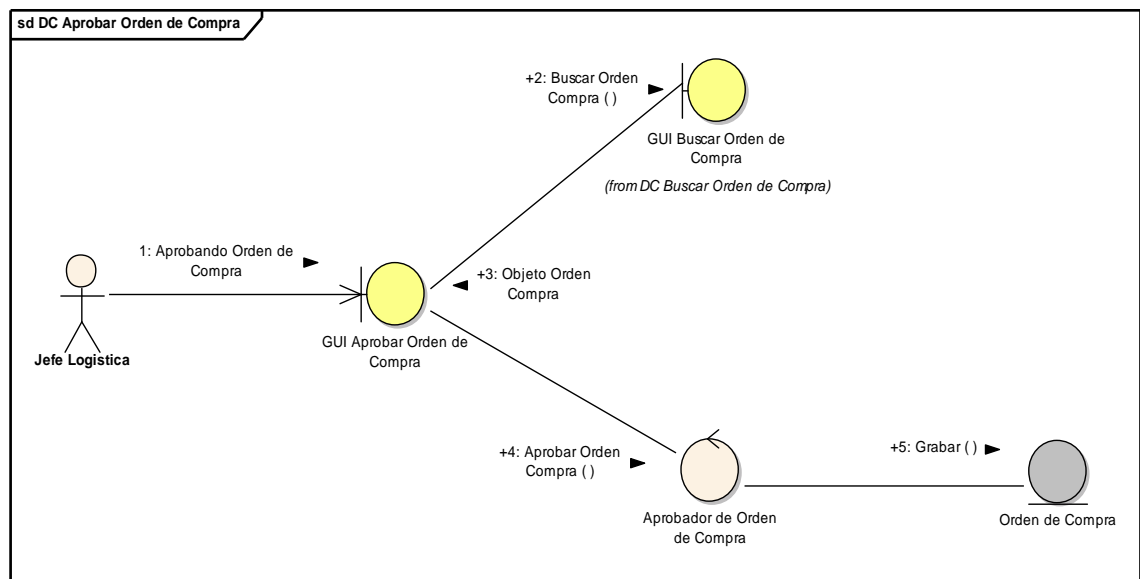 sd DC Aprobar Orden de Compra
+2: Buscar Orden
Compra ( )
GUI Buscar Orden de
Compra
(from DC Buscar Orden de Compra)
1: Aprobando Orden de
Compra
+3: Objeto Orden
Compra
Jefe Logistica
GUI Aprobar Orden de
Compra
+4: Aprobar Orden
Compra ( )
Aprobador de Orden
de Compra
+5: Grabar ( )
Orden de Compra